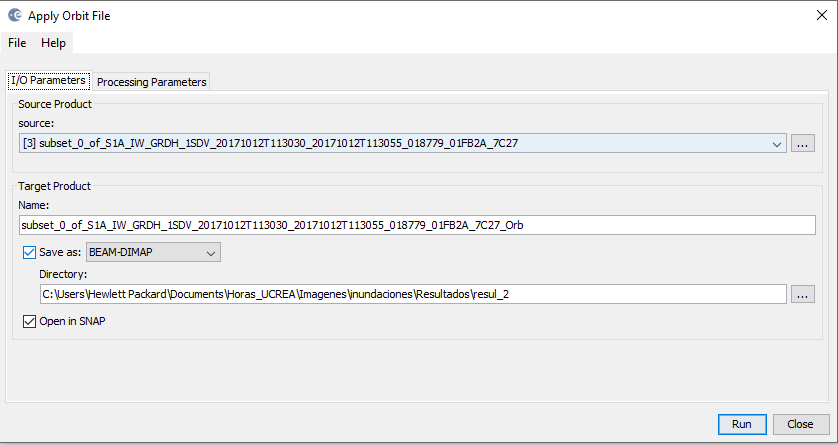 Apply Orbit File
File Help
I/O Parameters Processing Parameters
Source Product
source:
[3] subset_0_of_S1A_IW_GRDH_1SDV_20171012T113030_20171012T113055_018779_01FB2A_7C27
...
Target Product
Name:
subset_0_of_S1A_IW_GRDH_1SDV_20171012T113030_20171012T113055_018779_01FB2A_7C27_Orb
Save as: BEAM-DIMAP
Directory:
C:\Users\Hewlett Packard\Documents\Horas_UCREA\Imagenes\inundaciones\Resultados\resul_2
...
Open in SNAP
Run Close